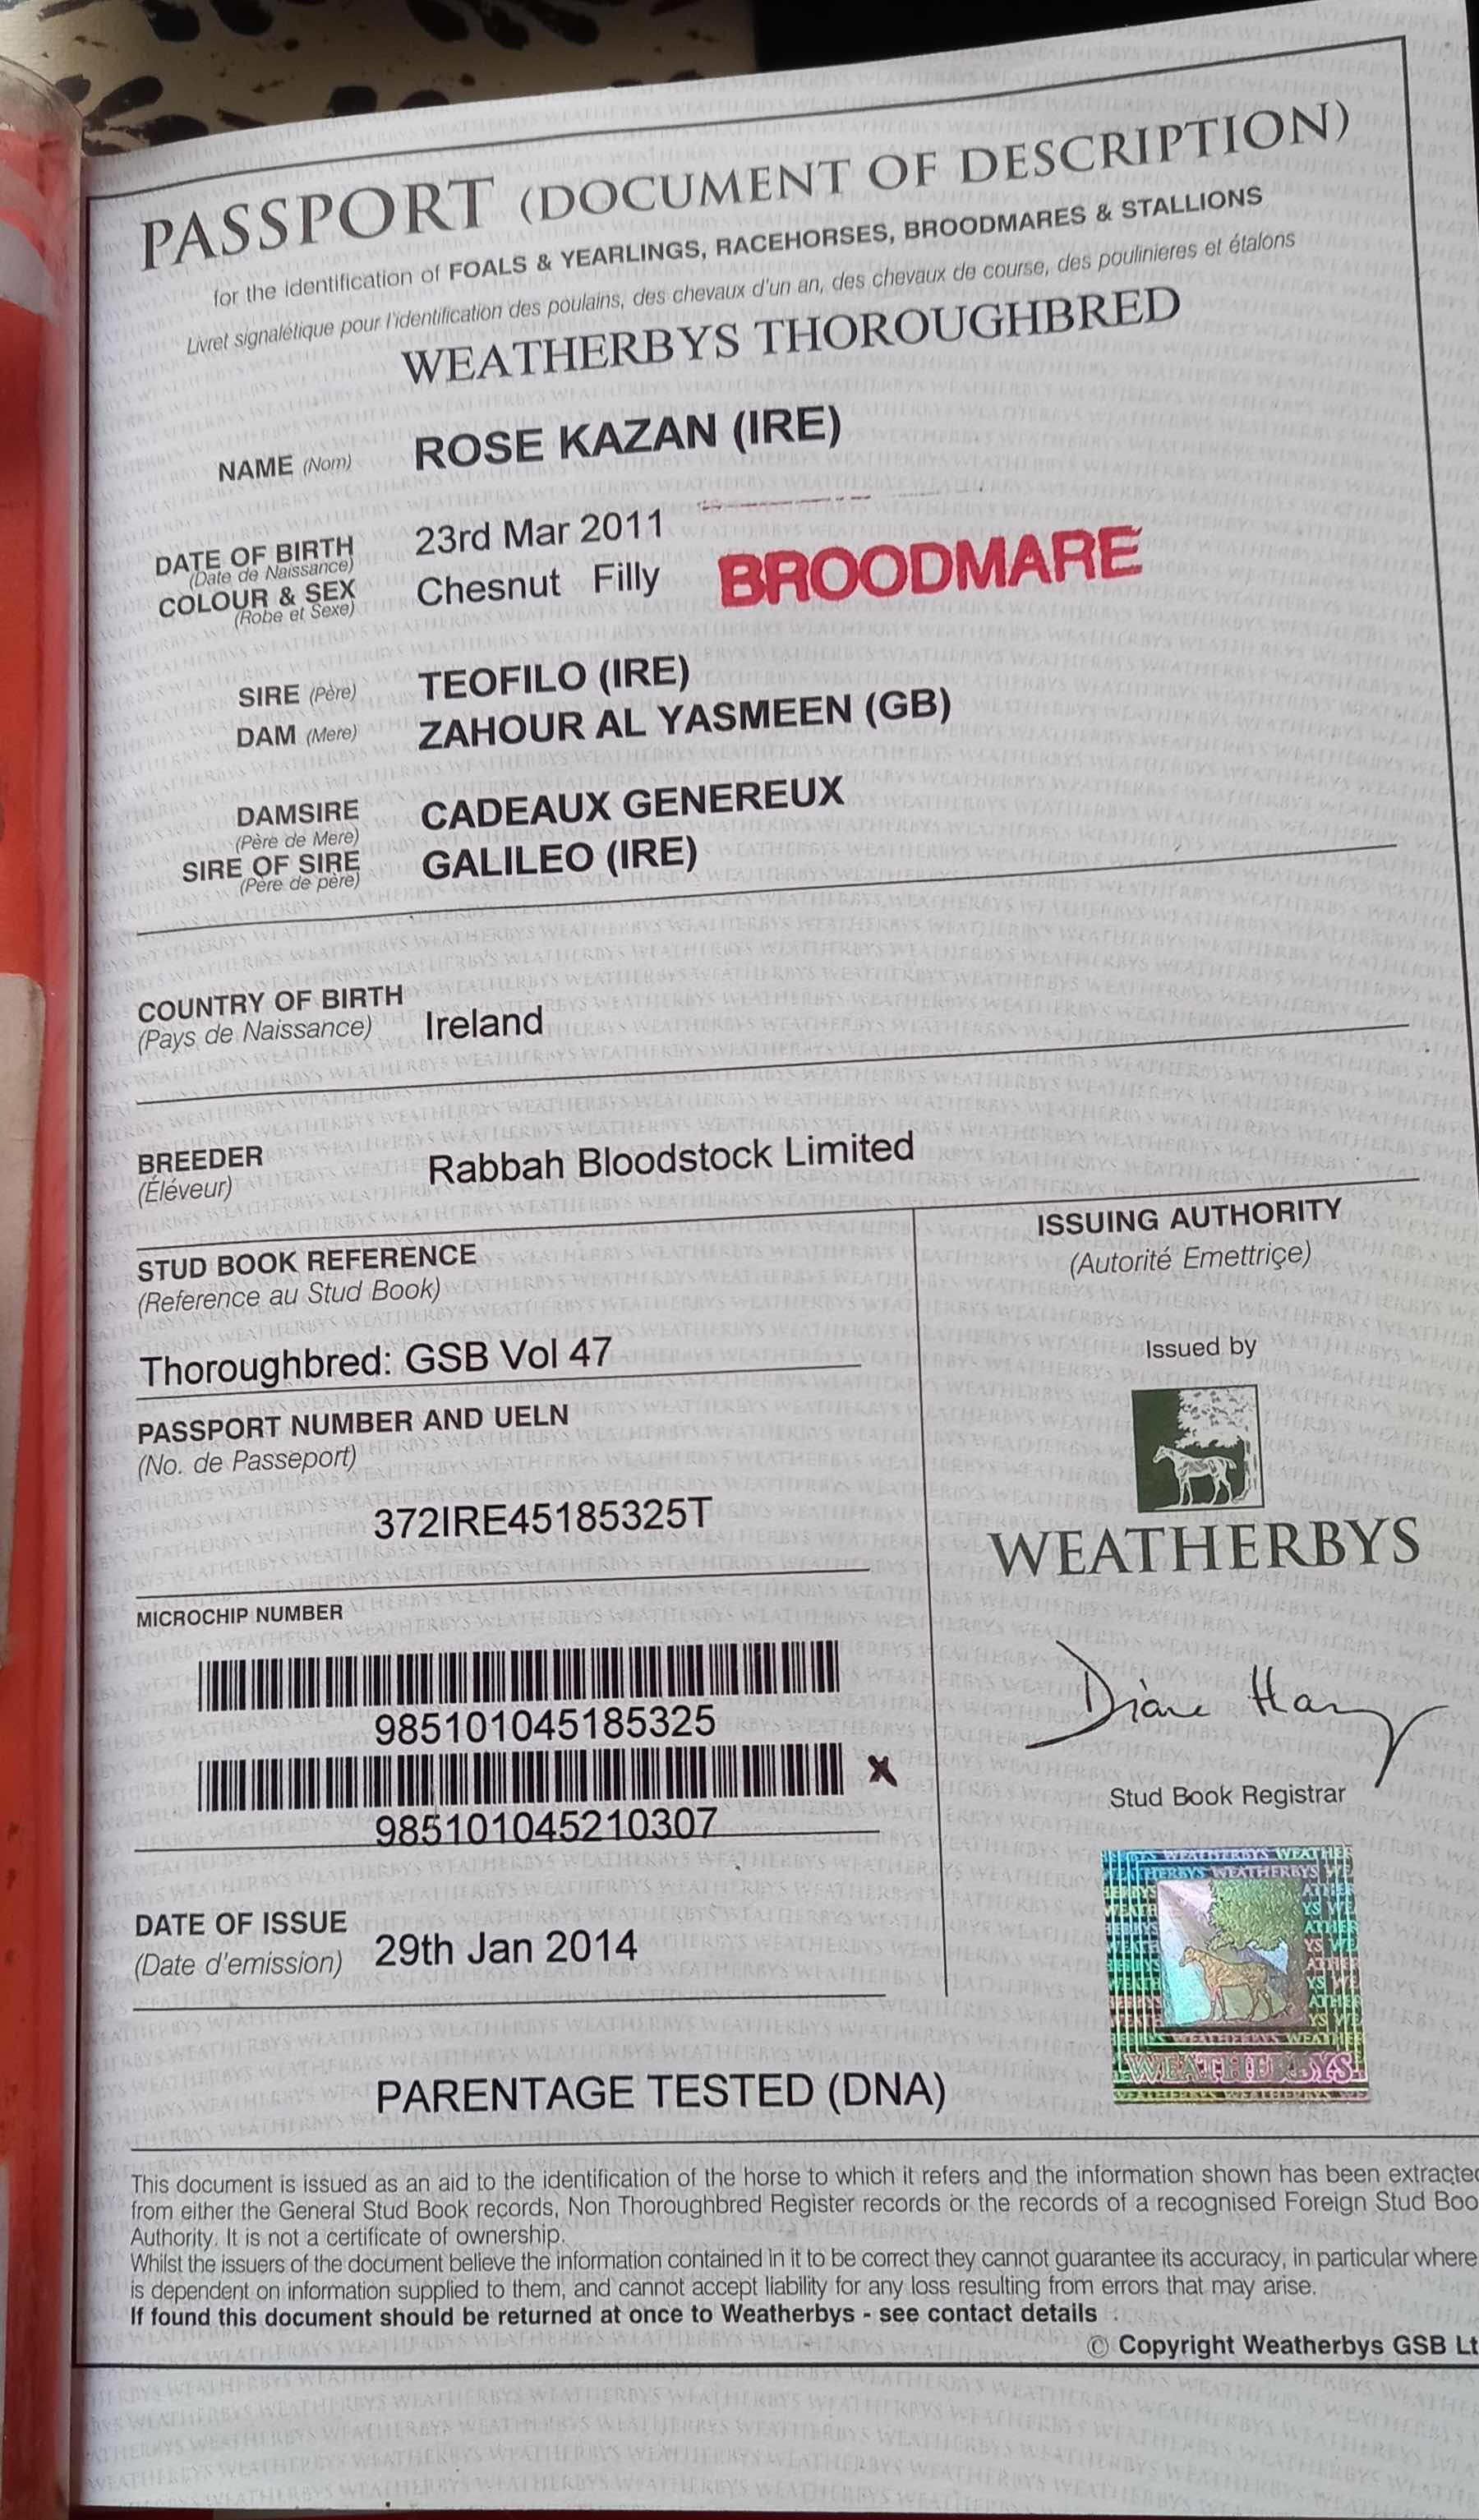 PASSPORT (DOCUMENT OF DESCRIPTION)
for the identification of FOALS & YEARLINGS, RACEHORSES, BROODMARES & STALLIONS
Livret signalétique pour l'identification des poulains, des chevaux d'un an, des chevaux de course, des poulinieres et étalons
WEATHERBYS THOROUGHBRED
NAME (Nom) ROSE KAZAN (IRE)
DATE OF BIRTH 23rd Mar 2011
(Date de Naissance)
COLOUR & SEX Chesnut Filly BROODMARE
(Robe et Sexe)
SIRE (Père) TEOFILO (IRE)
DAM (Mere) ZAHOUR AL YASMEEN (GB)
DAMSIRE CADEAUX GENEREUX
(Père de Mere)
SIRE OF SIRE GALILEO (IRE)
(Père de père)
COUNTRY OF BIRTH
(Pays de Naissance) Ireland
BREEDER Rabbah Bloodstock Limited
(Éléveur)
STUD BOOK REFERENCE
(Reference au Stud Book)
Thoroughbred: GSB Vol 47
PASSPORT NUMBER AND UELN
(No. de Passeport)
372IRE45185325T
MICROCHIP NUMBER
985101045185325
X
985101045210307
DATE OF ISSUE
(Date d'emission) 29th Jan 2014
ISSUING AUTHORITY
(Autorité Emettriçe)
Issued by
WEATHERBYS
Diane Han
Stud Book Registrar
WEATHERBYS
PARENTAGE TESTED (DNA)
This document is issued as an aid to the identification of the horse to which it refers and the information shown has been extracted
from either the General Stud Book records, Non Thoroughbred Register records or the records of a recognised Foreign Stud Boo
Authority. It is not a certificate of ownership.
Whilst the issuers of the document believe the information contained in it to be correct they cannot guarantee its accuracy, in particular where
is dependent on information supplied to them, and cannot accept liability for any loss resulting from errors that may arise.
If found this document should be returned at once to Weatherbys - see contact details
© Copyright Weatherbys GSB Lt